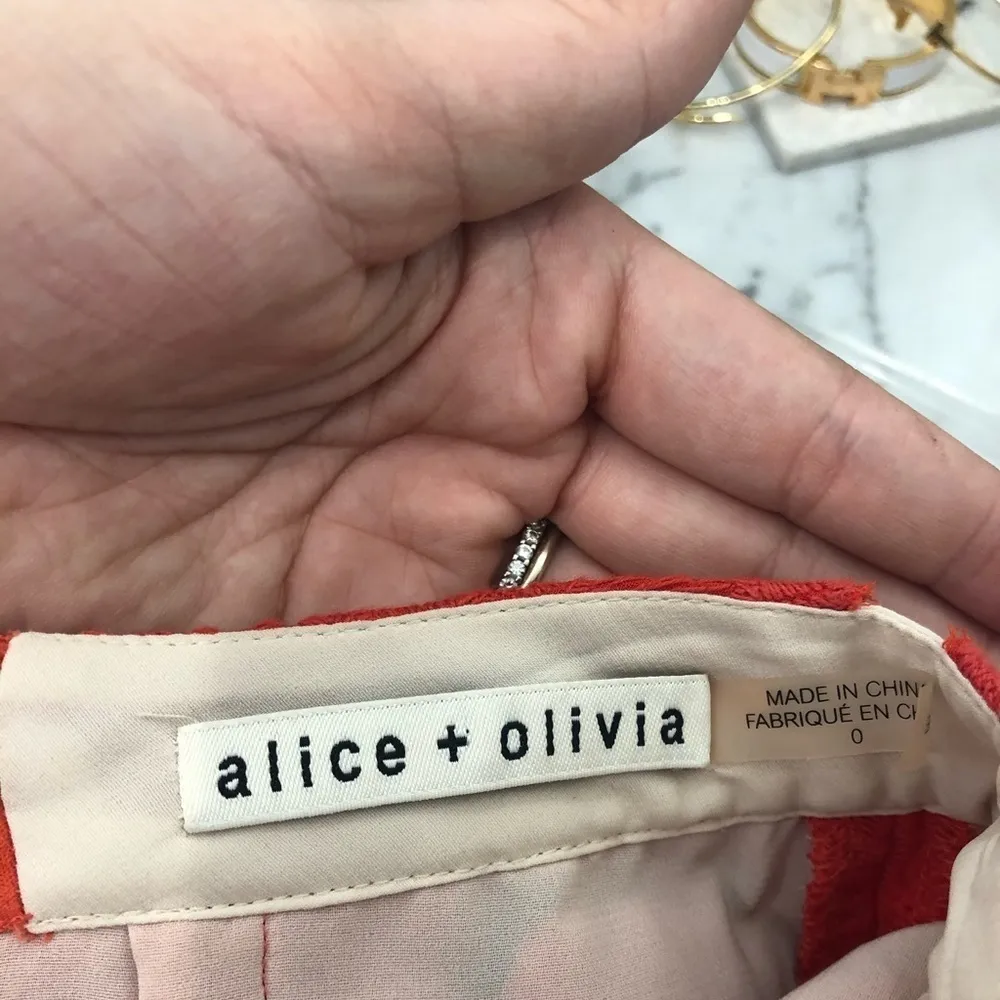 alice + olivia
MADE IN CHIN
FABRIQUÉ EN CH
0